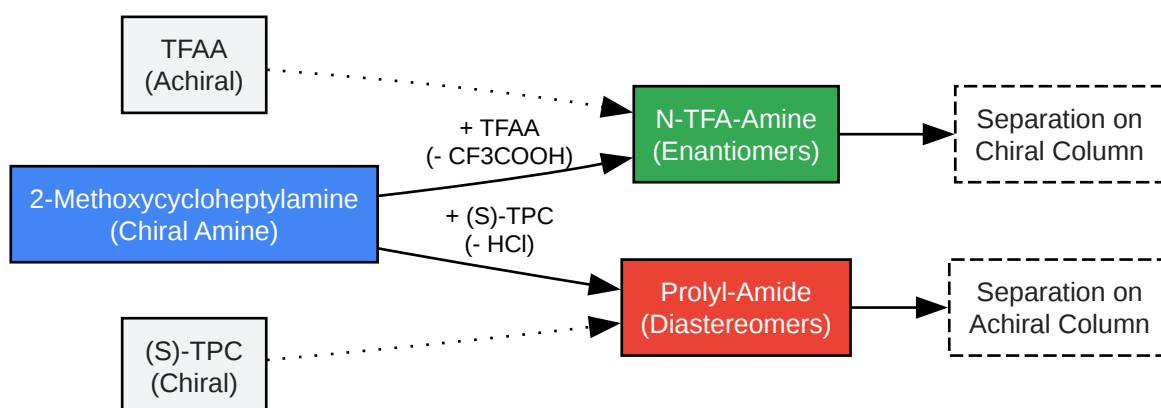 TFAA
(Achiral)
+ TFAA
(- CF3COOH)
N-TFA-Amine
(Enantiomers)
Separation on
Chiral Column
2-Methoxycycloheptylamine
(Chiral Amine)
+ (S)-TPC
(- HCl)
Prolyl-Amide
(Diastereomers)
Separation on
Achiral Column
(S)-TPC
(Chiral)